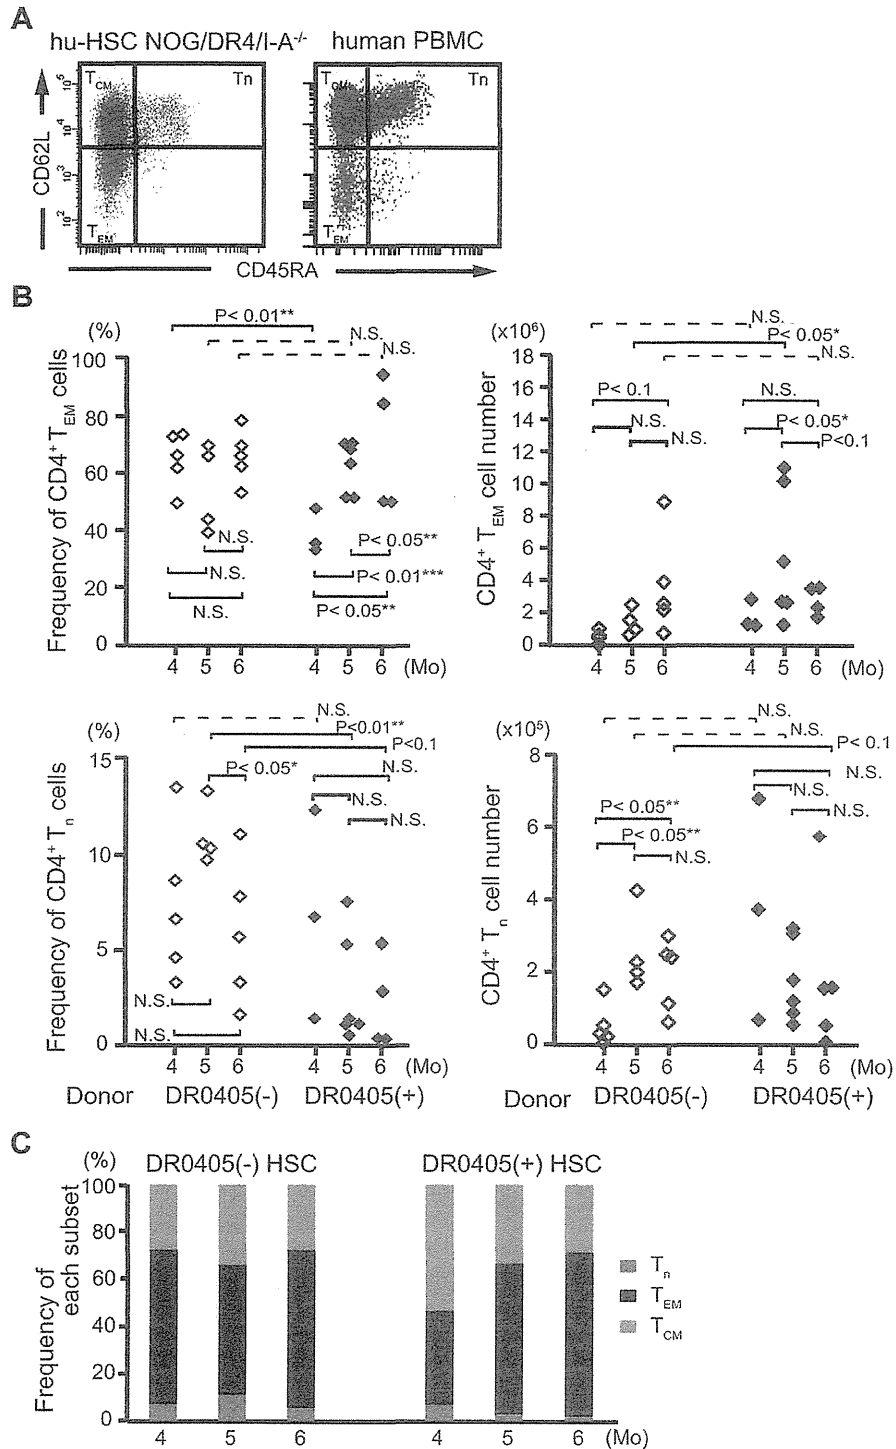 A
hu-HSC NOG/DR4/I-A-/- human PBMC
TCM Tn TCM Tn
10⁵
10⁴
10³
10²
CD62L
TEM TEM
CD45RA
B
(%) P< 0.01** N.S. N.S.
100
80
60
40
20
0
Frequency of CD4⁺ TEM cells
N.S.
N.S.
N.S.
P< 0.05**
P< 0.01***
P< 0.05**
4 5 6 4 5 6 (Mo)
(x10⁶) N.S. P< 0.05* N.S.
18
16
14
12
10
8
6
4
2
0
CD4⁺ TEM cell number
P< 0.1
N.S.
N.S.
N.S.
P< 0.05*
P<0.1
4 5 6 4 5 6 (Mo)
(%) N.S. P<0.01** P<0.1
15
10
5
0
Frequency of CD4⁺ Tn cells
P< 0.05*
N.S.
N.S.
N.S.
N.S.
N.S.
4 5 6 4 5 6 (Mo)
Donor DR0405(-) DR0405(+)
(x10⁵) N.S. N.S. P< 0.1
8
6
4
2
0
CD4⁺ Tn cell number
P< 0.05**
P< 0.05**
N.S.
N.S.
N.S.
N.S.
4 5 6 4 5 6 (Mo)
Donor DR0405(-) DR0405(+)
C
(%) DR0405(-) HSC DR0405(+) HSC
100
80
60
40
20
0
Frequency of
each subset
Tn
TEM
TCM
4 5 6 4 5 6 (Mo)